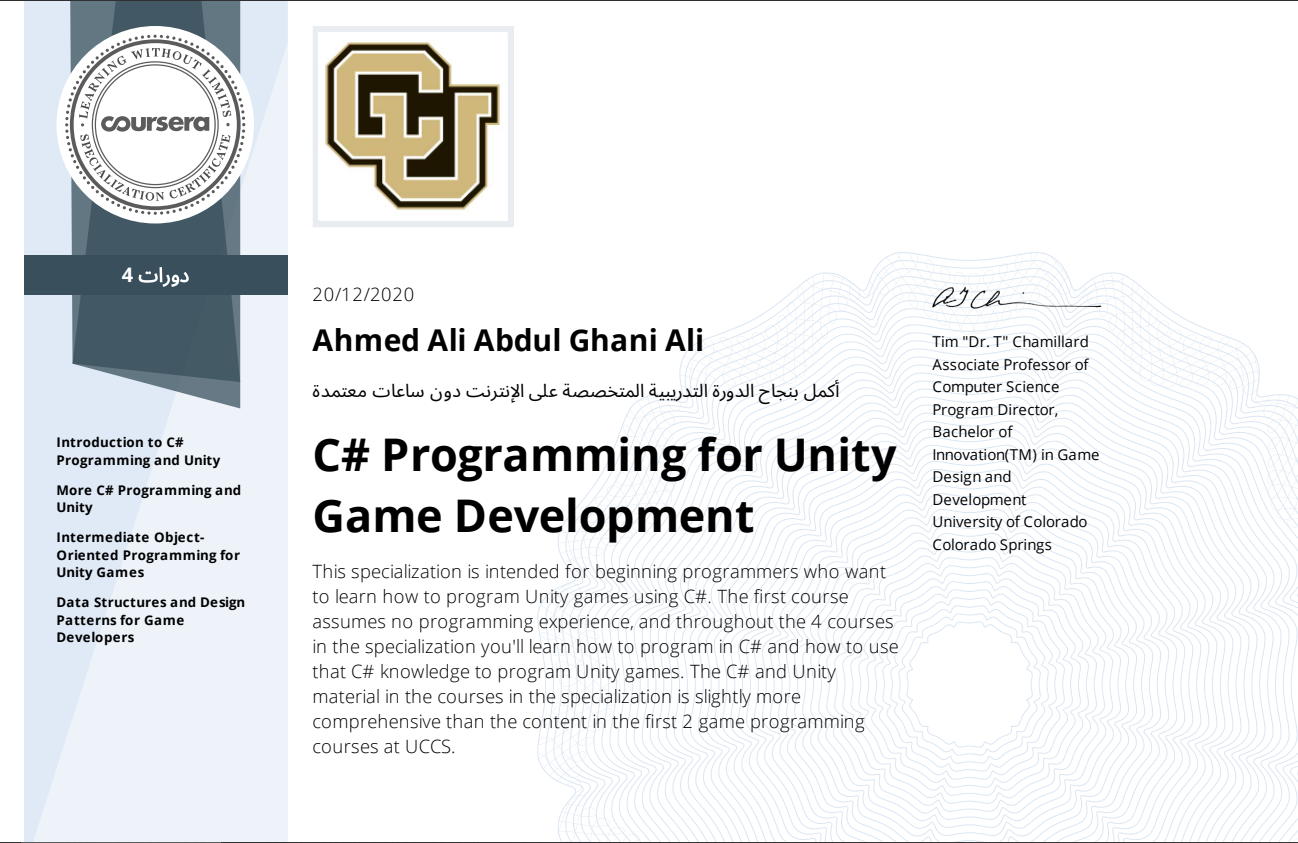 LEARNING WITHOUT LIMITS
coursera
SPECIALIZATION CERTIFICATE
CU
4 دورات
Introduction to C#
Programming and Unity
More C# Programming and
Unity
Intermediate Object-
Oriented Programming for
Unity Games
Data Structures and Design
Patterns for Game
Developers
20/12/2020
Ahmed Ali Abdul Ghani Ali
أكمل بنجاح الدورة التدريبية المتخصصة على الإنترنت دون ساعات معتمدة
C# Programming for Unity
Game Development
This specialization is intended for beginning programmers who want
to learn how to program Unity games using C#. The first course
assumes no programming experience, and throughout the 4 courses
in the specialization you'll learn how to program in C# and how to use
that C# knowledge to program Unity games. The C# and Unity
material in the courses in the specialization is slightly more
comprehensive than the content in the first 2 game programming
courses at UCCS.
Tim "Dr. T" Chamillard
Associate Professor of
Computer Science
Program Director,
Bachelor of
Innovation(TM) in Game
Design and
Development
University of Colorado
Colorado Springs